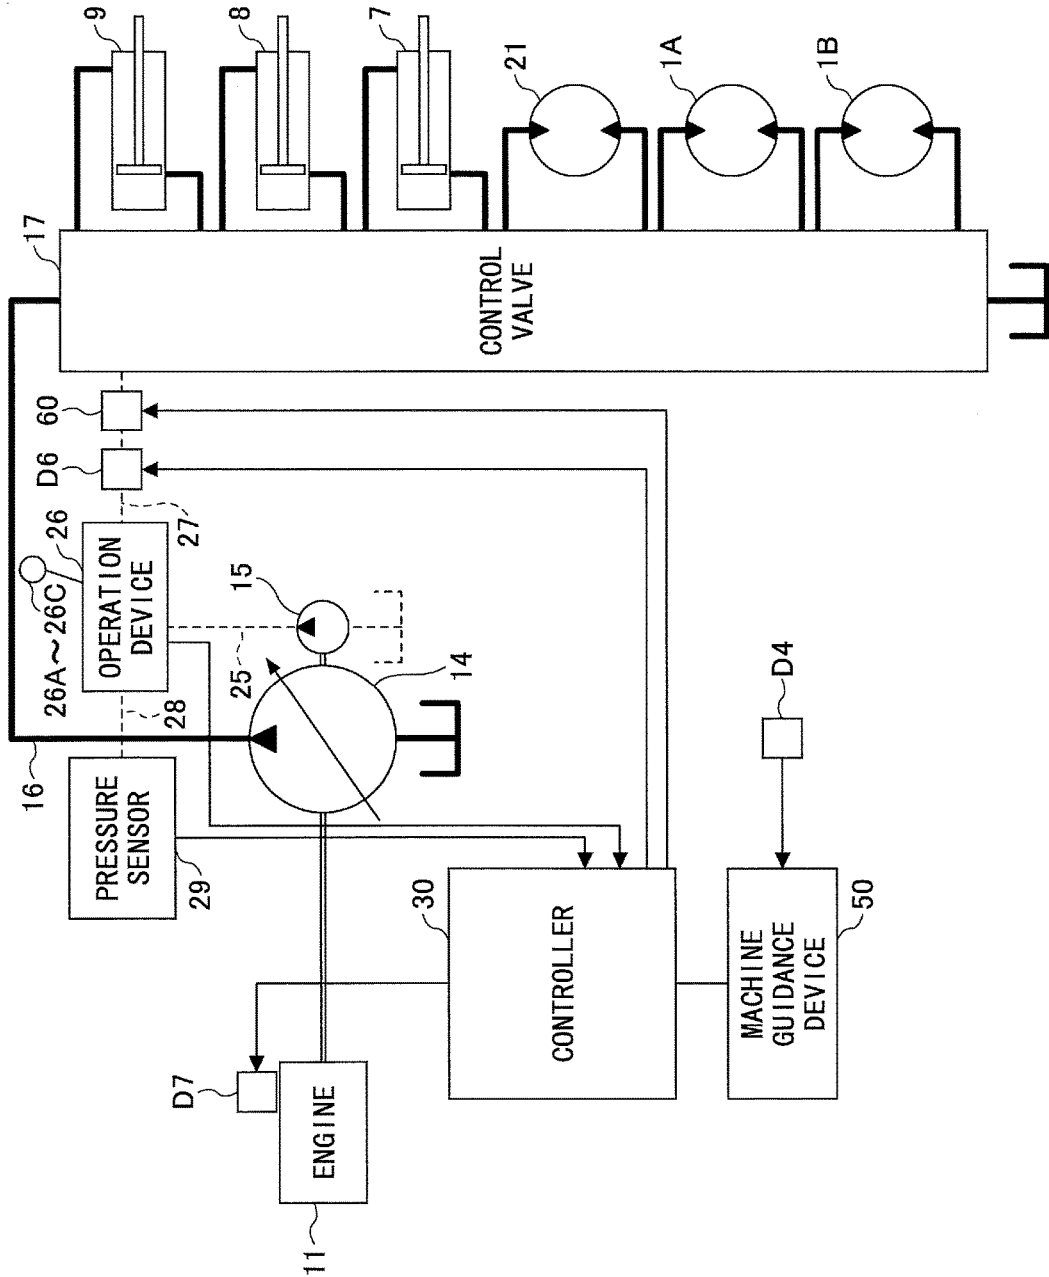 9
8
7
21
1A
1B
17
CONTROL
VALVE
60
D6
27
26
26A～26C
OPERATION
DEVICE
15
25
14
28
16
PRESSURE
SENSOR
29
D4
30
CONTROLLER
50
MACHINE
GUIDANCE
DEVICE
D7
ENGINE
11